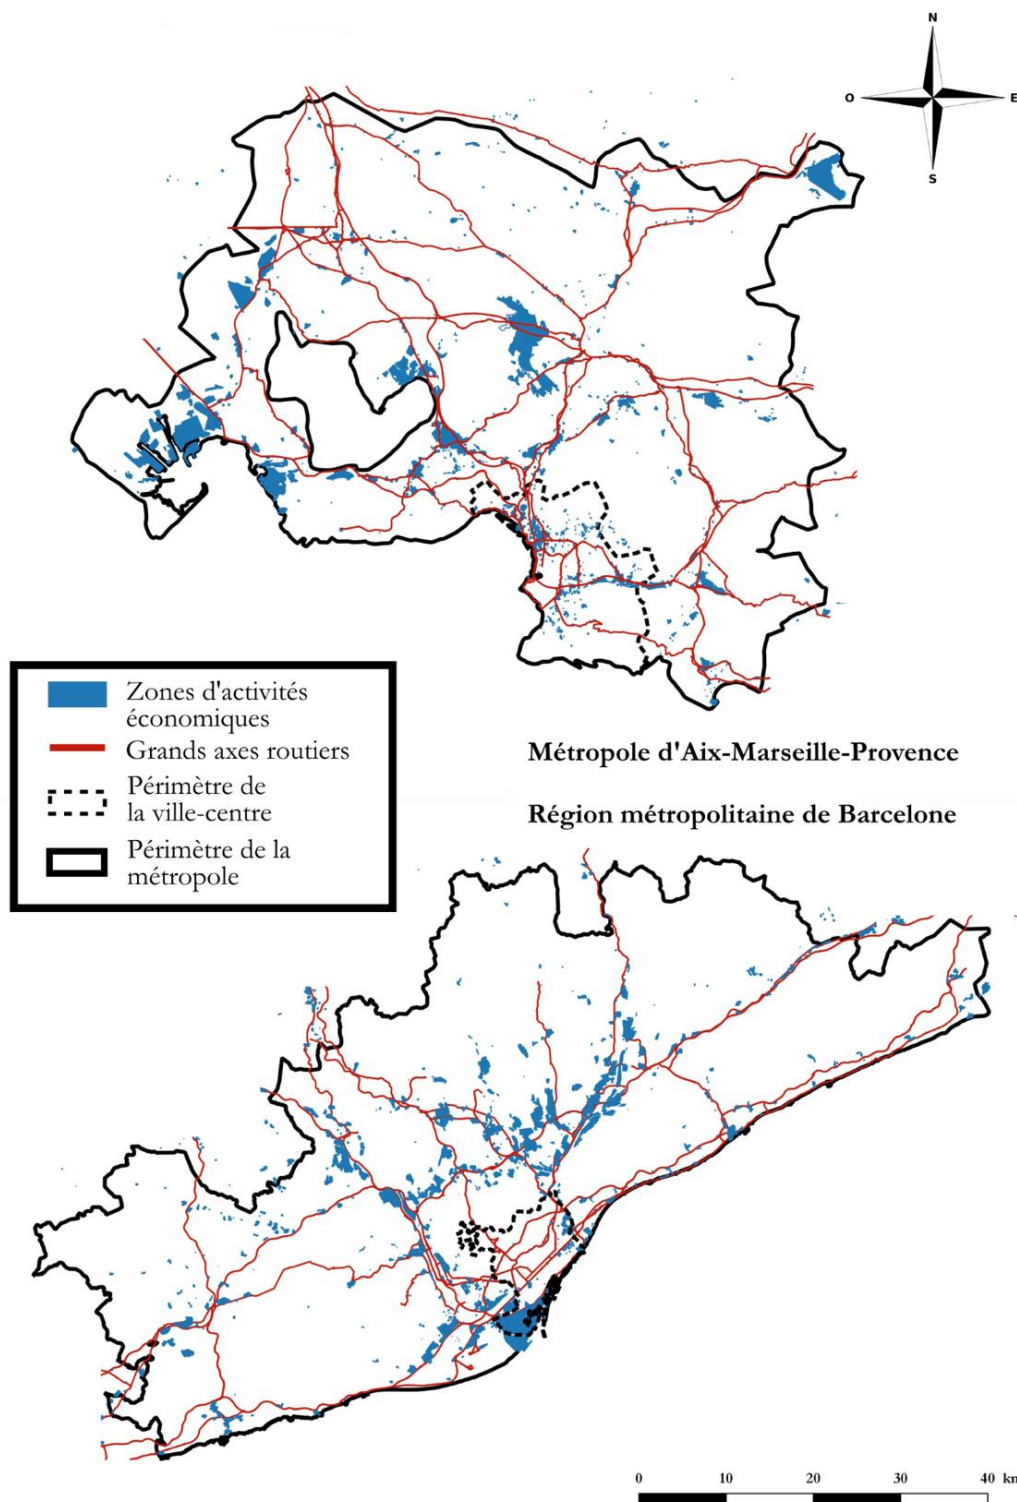 N
O
E
S
Zones d'activités
économiques
Grands axes routiers
Périmètre de
la ville-centre
Périmètre de la
métropole
Métropole d'Aix-Marseille-Provence
Région métropolitaine de Barcelone
0 10 20 30 40 km